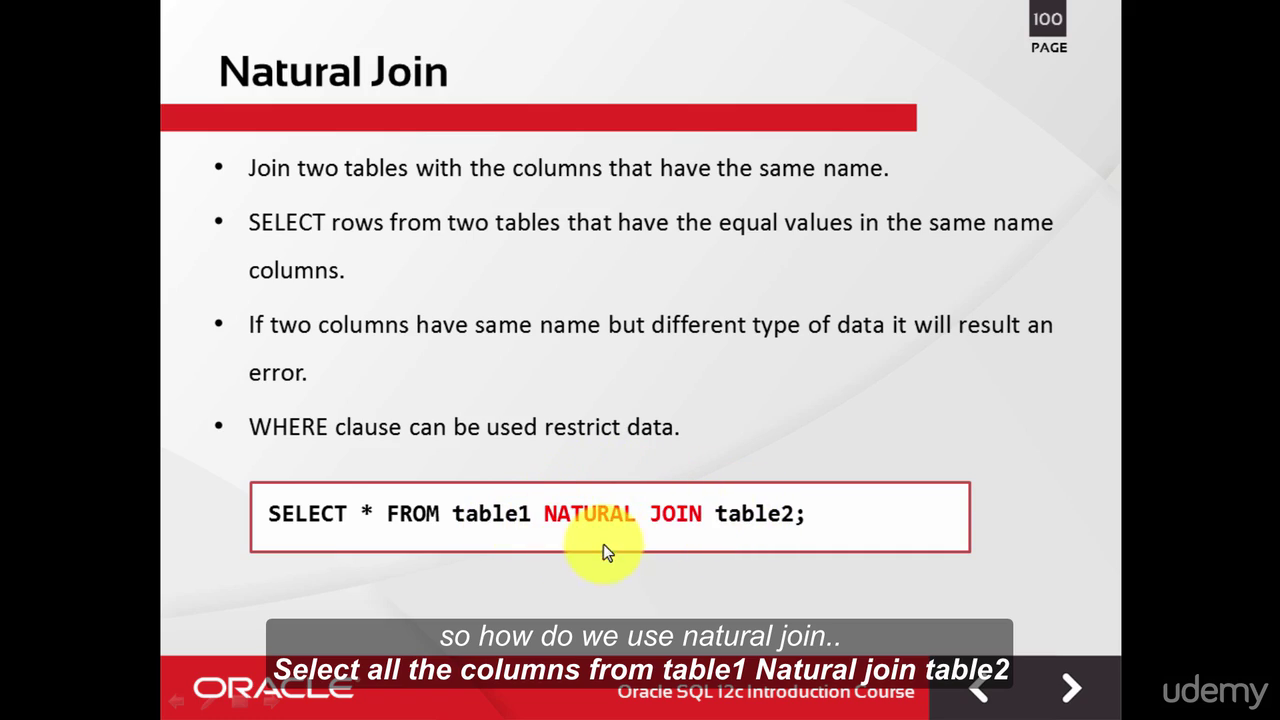 100
PAGE
Natural Join
• Join two tables with the columns that have the same name.
• SELECT rows from two tables that have the equal values in the same name
columns.
• If two columns have same name but different type of data it will result an
error.
• WHERE clause can be used restrict data.
SELECT * FROM table1 NATURAL JOIN table2;
so how do we use natural join..
Select all the columns from table1 Natural join table2
ORACLE
Oracle SQL 12c Introduction Course
udemy